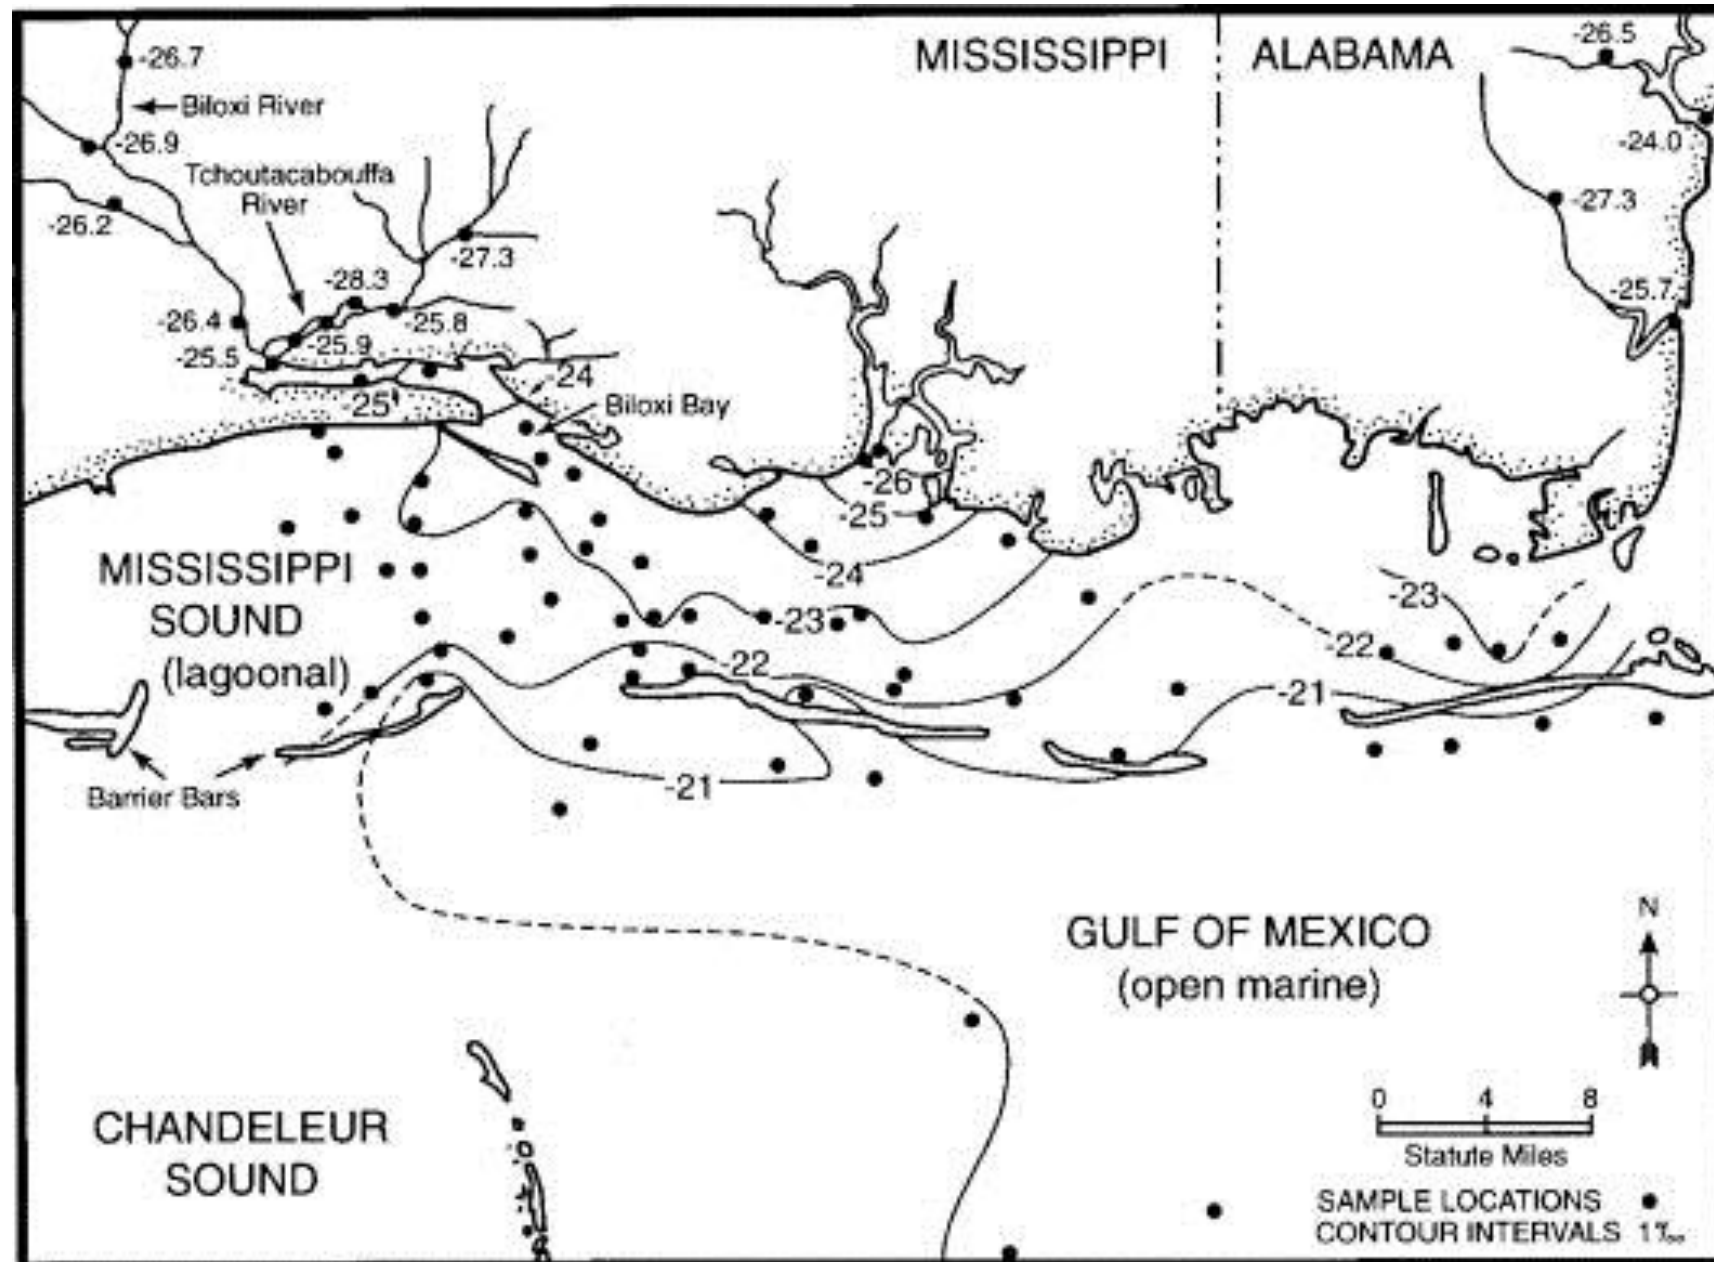 MISSISSIPPI
ALABAMA
-26.5
-26.7
Biloxi River
-26.9
-24.0
Tchoutacabouffa
River
-26.2
-27.3
-27.3
-28.3
-25.7
-26.4
-25.8
-25.9
-25.5
-24
-25
Biloxi Bay
-26
-25
MISSISSIPPI
SOUND
(lagoonal)
-24
-23
-23
-22
-22
-21
-21
Barrier Bars
GULF OF MEXICO
(open marine)
N
CHANDELEUR
SOUND
0 4 8
Statute Miles
SAMPLE LOCATIONS
CONTOUR INTERVALS 1‰